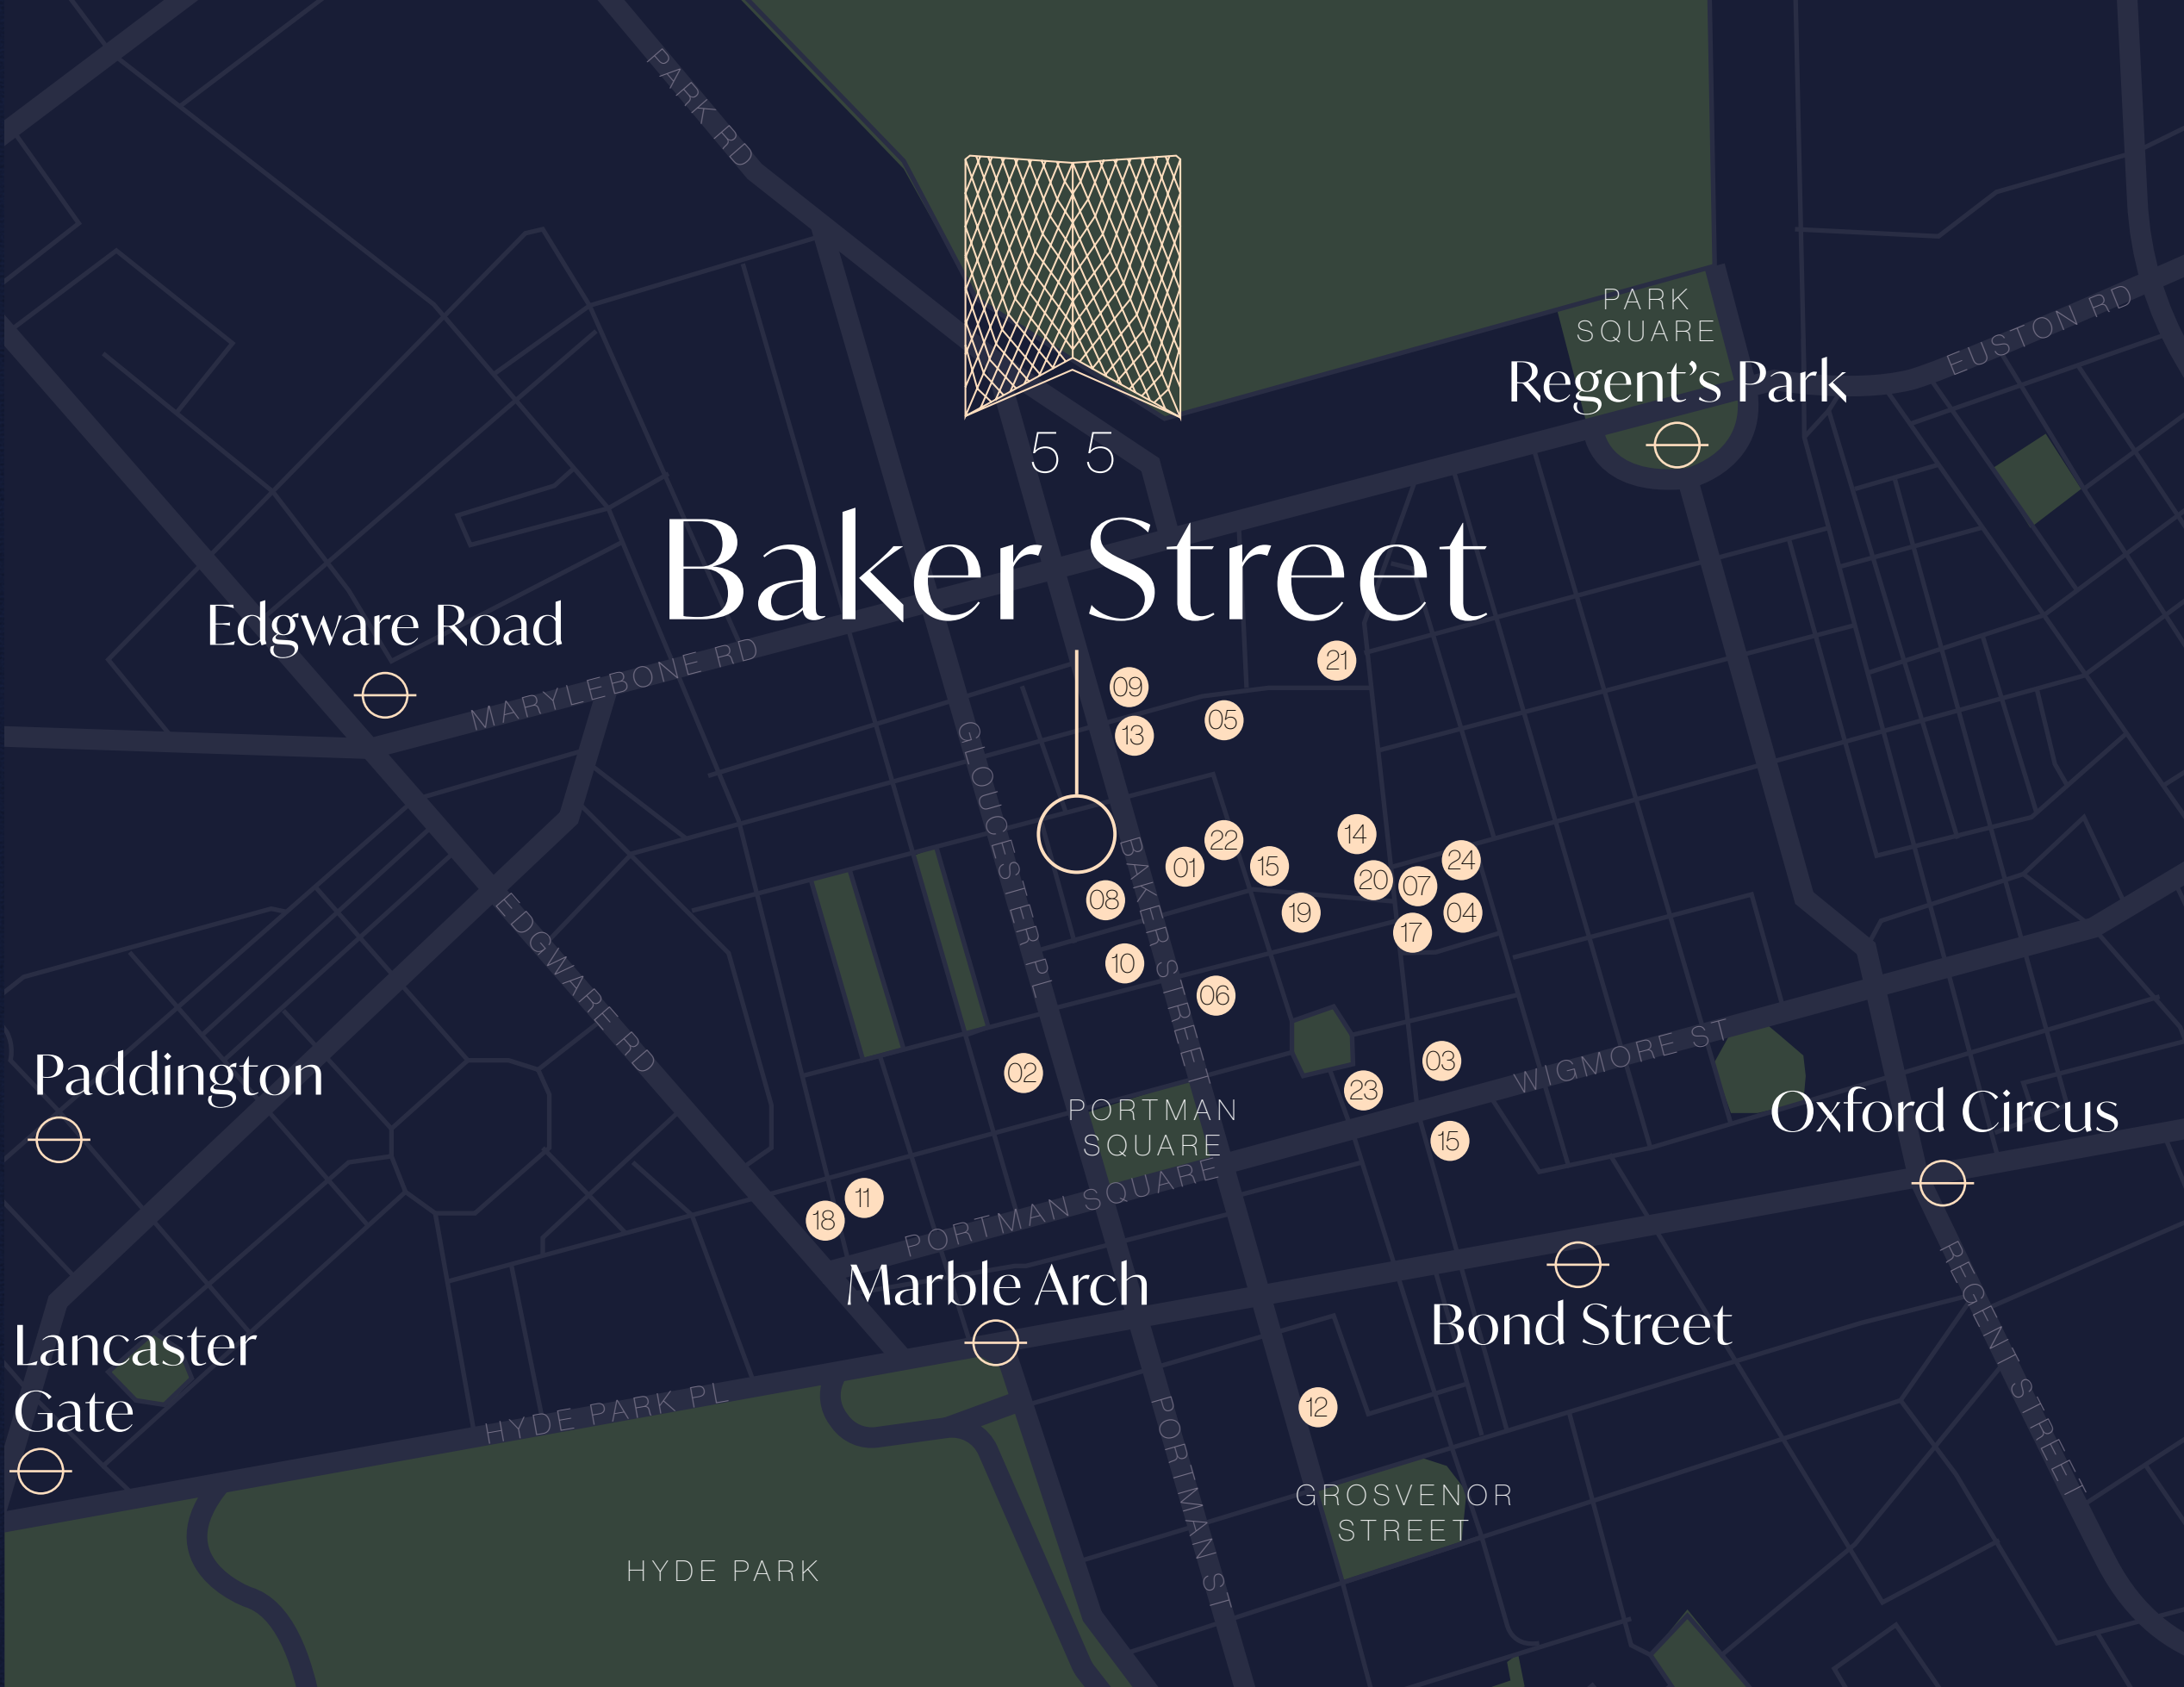 PARK RD
PARK
SQUARE
Regent's Park
EUSTON RD
55
Baker Street
Edgware Road
MARYLEBONE RD
21
09
05
13
GLOUCESTER PL
14
22
BAKER STREET
24
01
15
20
07
08
19
04
17
EDGWARE RD
10
06
WIGMORE ST
03
02
Paddington
23
PORTMAN
SQUARE
Oxford Circus
15
PORTMAN SQUARE
11
18
Marble Arch
REGENT STREET
Bond Street
Lancaster
Gate
HYDE PARK PL
PORTMAN ST
12
GROSVENOR
STREET
HYDE PARK